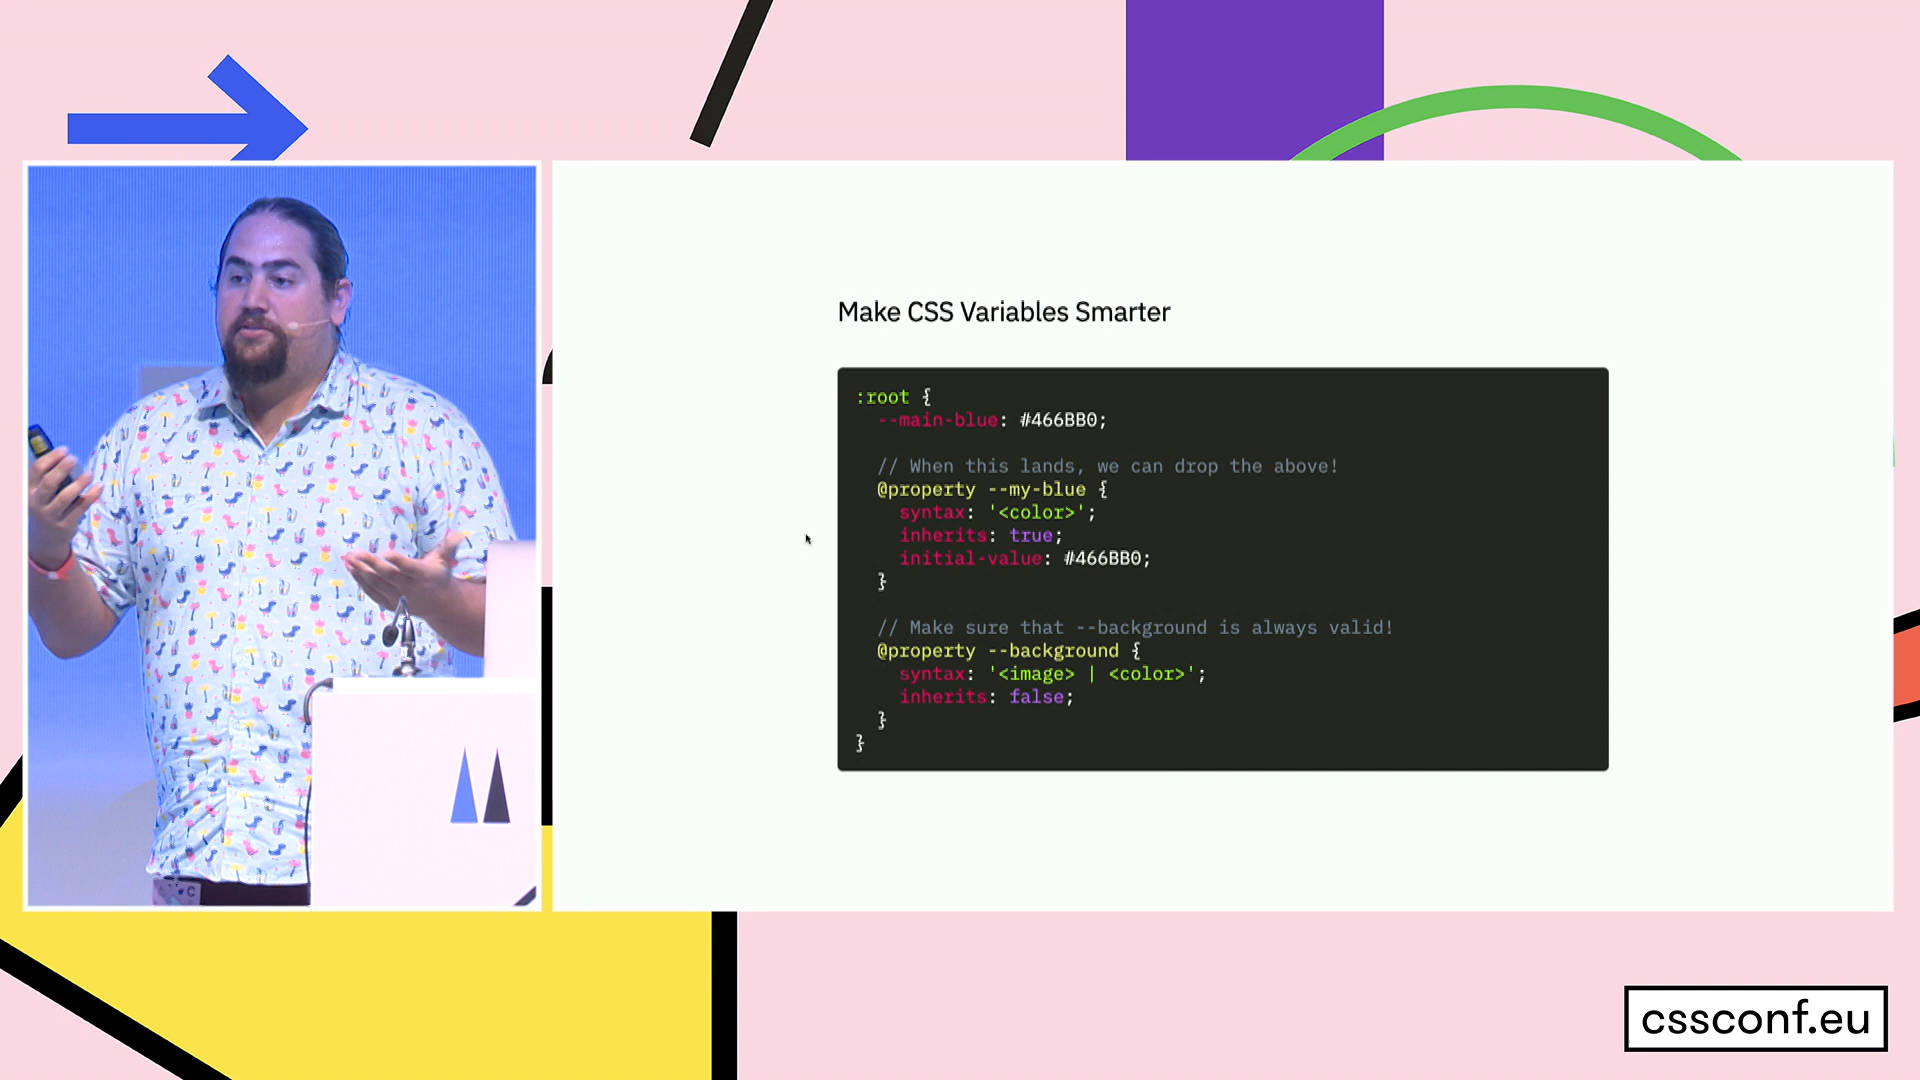 Make CSS Variables Smarter
:root {
--main-blue: #466BB0;
// When this lands, we can drop the above!
@property --my-blue {
syntax: '<color>';
inherits: true;
initial-value: #466BB0;
}
// Make sure that --background is always valid!
@property --background {
syntax: '<image> | <color>';
inherits: false;
}
}
cssconf.eu